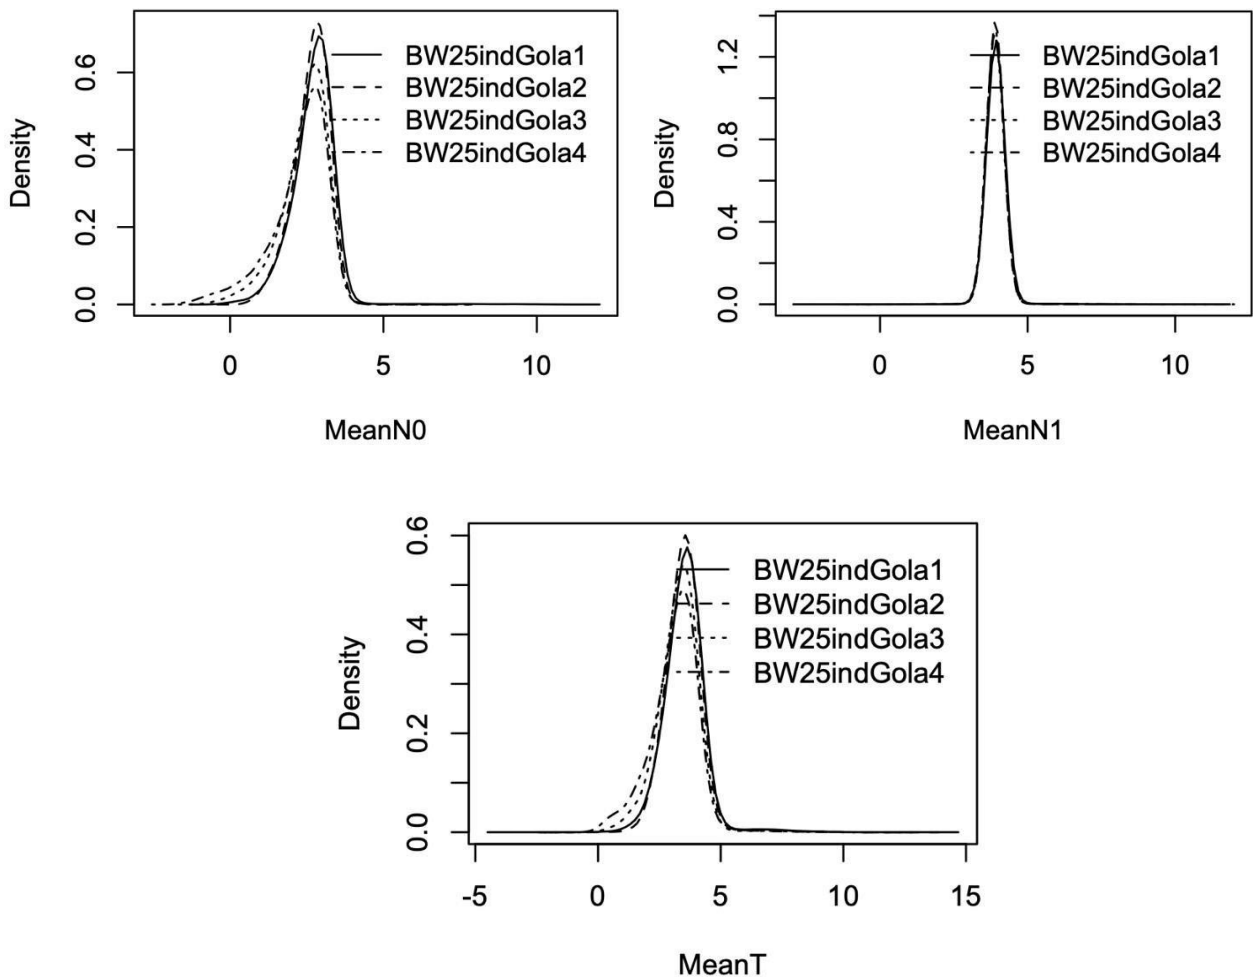 Density
0.6
0.4
0.2
0.0
BW25indGola1
BW25indGola2
BW25indGola3
BW25indGola4
0 5 10
MeanN0
Density
1.2
0.8
0.4
0.0
BW25indGola1
BW25indGola2
BW25indGola3
BW25indGola4
0 5 10
MeanN1
Density
0.6
0.4
0.2
0.0
BW25indGola1
BW25indGola2
BW25indGola3
BW25indGola4
-5 0 5 10 15
MeanT